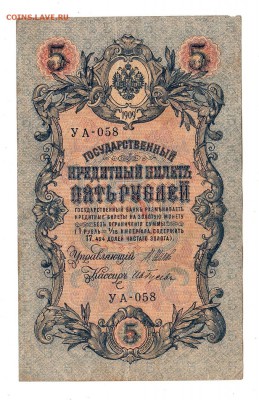 COINS.LAVE.RU
5 5
1909
УА-058
ГОСУДАРСТВЕННЫЙ
КРЕДИТНЫЙ БИЛЕТЪ
ПЯТЬ РУБЛЕЙ
ГОСУДАРСТВЕННЫЙ БАНКЪ РАЗМѢНИВАЕТЪ
КРЕДИТНЫЕ БИЛЕТЫ НА ЗОЛОТУЮ МОНЕТУ
БЕЗЪ ОГРАНИЧЕНІЯ СУММЫ
(1 РУБЛЬ = 1/15 ИМПЕРІАЛА, СОДЕРЖИТЪ
17,424 ДОЛЕЙ ЧИСТАГО ЗОЛОТА).
Управляющій
Кассиръ
УА-058
5